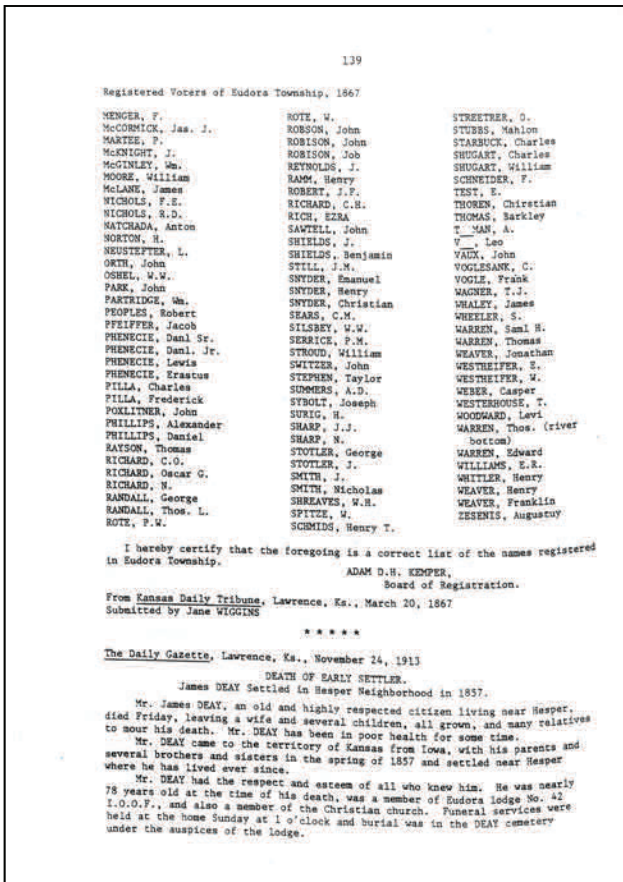 139
Registered Voters of Eudora Township, 1867
MENGER, F.
McCORMICK, Jas. J.
MARTEE, P.
McKNIGHT, J.
McGINLEY, Wm.
MOORE, William
McLANE, James
NICHOLS, F.E.
NICHOLS, R.D.
NATCHADA, Anton
NORTON, H.
NEUSTEFTER, L.
ORTH, John
OSHEL, W.W.
PARK, John
PARTRIDGE, Wm.
PEOPLES, Robert
PFEIFFER, Jacob
PHENECIE, Danl Sr.
PHENECIE, Danl. Jr.
PHENECIE, Lewis
PHENECIE, Erastus
PILLA, Charles
PILLA, Frederick
POXLITNER, John
PHILLIPS, Alexander
PHILLIPS, Daniel
RAYSON, Thomas
RICHARD, C.O.
RICHARD, Oscar G.
RICHARD, N.
RANDALL, George
RANDALL, Thos. L.
ROTE, P.W.
ROTE, W.
ROBSON, John
ROBISON, John
ROBISON, Job
REYNOLDS, J.
RAMM, Henry
ROBERT, J.F.
RICHARD, C.H.
RICH, EZRA
SAWTELL, John
SHIELDS, J.
SHIELDS, Benjamin
STILL, J.M.
SNYDER, Emanuel
SNYDER, Henry
SNYDER, Christian
SEARS, C.M.
SILSBEY, W.W.
SERRICE, P.M.
STROUD, William
SWITZER, John
STEPHEN, Taylor
SUMMERS, A.D.
SYBOLT, Joseph
SURIG, H.
SHARP, J.J.
SHARP, N.
STOTLER, George
STOTLER, J.
SMITH, J.
SMITH, Nicholas
SHREAVES, W.H.
SPITZE, W.
SCHMIDS, Henry T.
STREETRER, D.
STUBBS, Mahlon
STARBUCK, Charles
SHUGART, Charles
SHUGART, William
SCHNEIDER, F.
TEST, E.
THOREN, Chirstian
THOMAS, Barkley
T__MAN, A.
V__, Leo
VAUX, John
VOGLESANK, C.
VOGLE, Frank
WAGNER, T.J.
WHALEY, James
WHEELER, S.
WARREN, Saml H.
WARREN, Thomas
WEAVER, Jonathan
WESTHEIFER, E.
WESTHEIFER, W.
WEBER, Casper
WESTERHOUSE, T.
WOODWARD, Levi
WARREN, Thos. (river
bottom)
WARREN, Edward
WILLIAMS, E.R.
WHITLER, Henry
WEAVER, Henry
WEAVER, Franklin
ZESENIS, Augustuy
I hereby certify that the foregoing is a correct list of the names registered
in Eudora Township.
ADAM D.H. KEMPER,
Board of Registration.
From Kansas Daily Tribune, Lawrence, Ks., March 20, 1867
Submitted by Jane WIGGINS
* * * * *
The Daily Gazette, Lawrence, Ks., November 24, 1913
DEATH OF EARLY SETTLER.
James DEAY Settled in Hesper Neighborhood in 1857.
Mr. James DEAY, an old and highly respected citizen living near Hesper,
died Friday, leaving a wife and several children, all grown, and many relatives
to mour his death. Mr. DEAY has been in poor health for some time.
Mr. DEAY came to the territory of Kansas from Iowa, with his parents and
several brothers and sisters in the spring of 1857 and settled near Hesper
where he has lived ever since.
Mr. DEAY had the respect and esteem of all who knew him. He was nearly
78 years old at the time of his death, was a member of Eudora lodge No. 42
I.O.O.F., and also a member of the Christian church. Funeral services were
held at the home Sunday at 1 o'clock and burial was in the DEAY cemetery
under the auspices of the lodge.